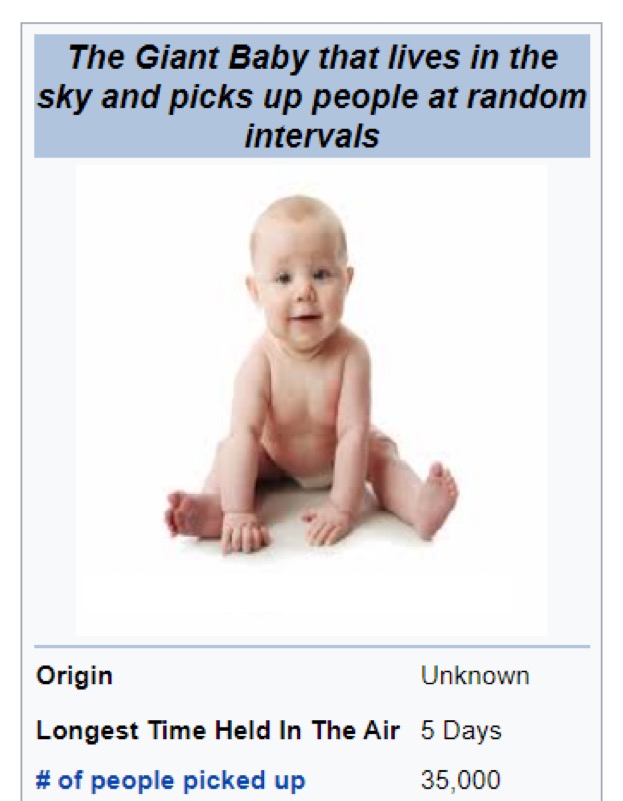 The Giant Baby that lives in the
sky and picks up people at random
intervals
Origin Unknown
Longest Time Held In The Air 5 Days
# of people picked up 35,000